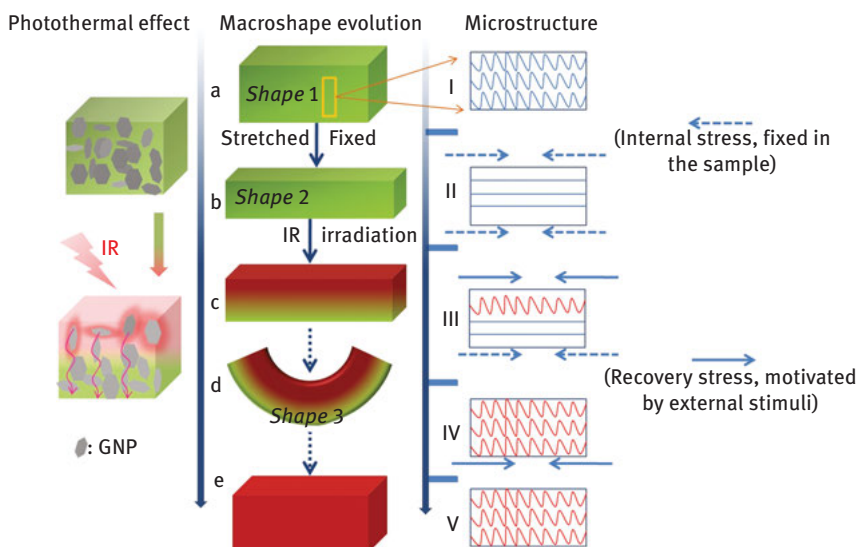 Photothermal effect
Macroshape evolution
Microstructure
a
Shape 1
I
Stretched Fixed
(Internal stress, fixed in
the sample)
b
Shape 2
II
IR
IR irradiation
c
III
d
Shape 3
(Recovery stress, motivated
by external stimuli)
IV
: GNP
e
V